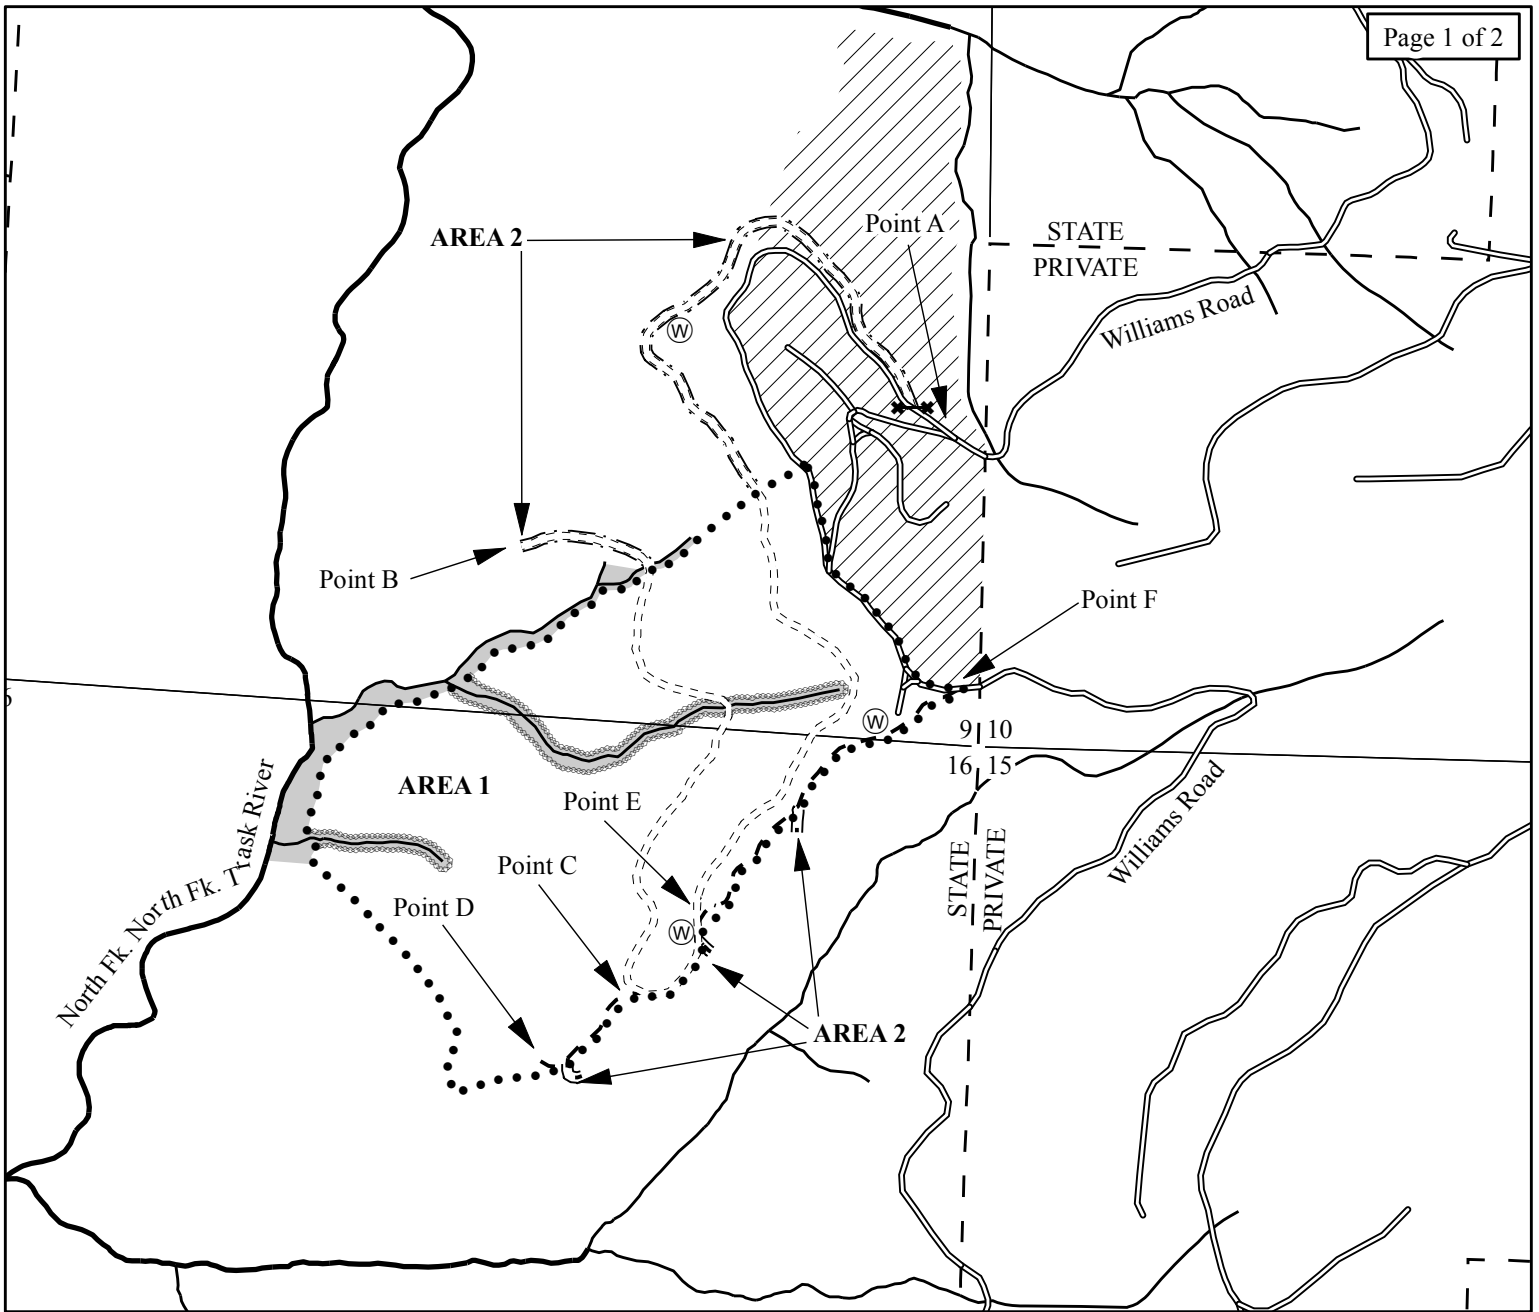 Page 1 of 2
AREA 2
Point A
STATE
PRIVATE
Williams Road
W
Point B
Point F
6
9 10
16 15
W
AREA 1
Point E
North Fk. North Fk. Trask River
Williams Road
Point C
STATE
PRIVATE
Point D
W
AREA 2